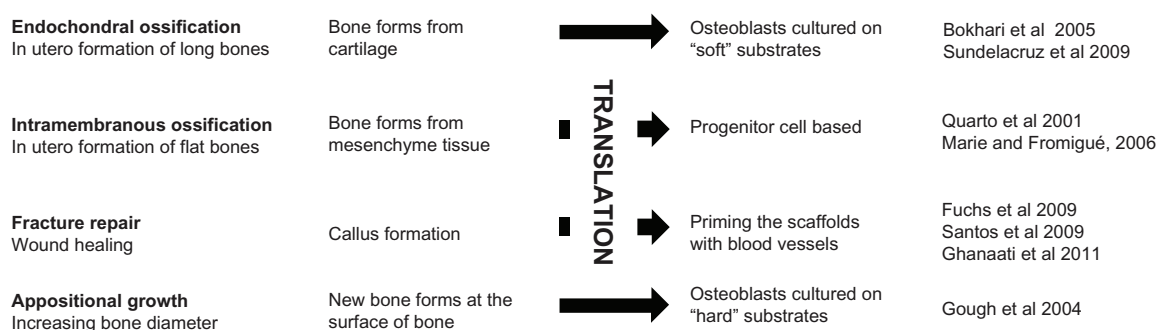 Endochondral ossification
In utero formation of long bones
Bone forms from
cartilage
Osteoblasts cultured on
“soft” substrates
Bokhari et al  2005
Sundelacruz et al 2009
TRANSLATION
Intramembranous ossification
In utero formation of flat bones
Bone forms from
mesenchyme tissue
Progenitor cell based
Quarto et al 2001
Marie and Fromigué, 2006
Fracture repair
Wound healing
Callus formation
Priming the scaffolds
with blood vessels
Fuchs et al 2009
Santos et al 2009
Ghanaati et al 2011
Appositional growth
Increasing bone diameter
New bone forms at the
surface of bone
Osteoblasts cultured on
“hard” substrates
Gough et al 2004